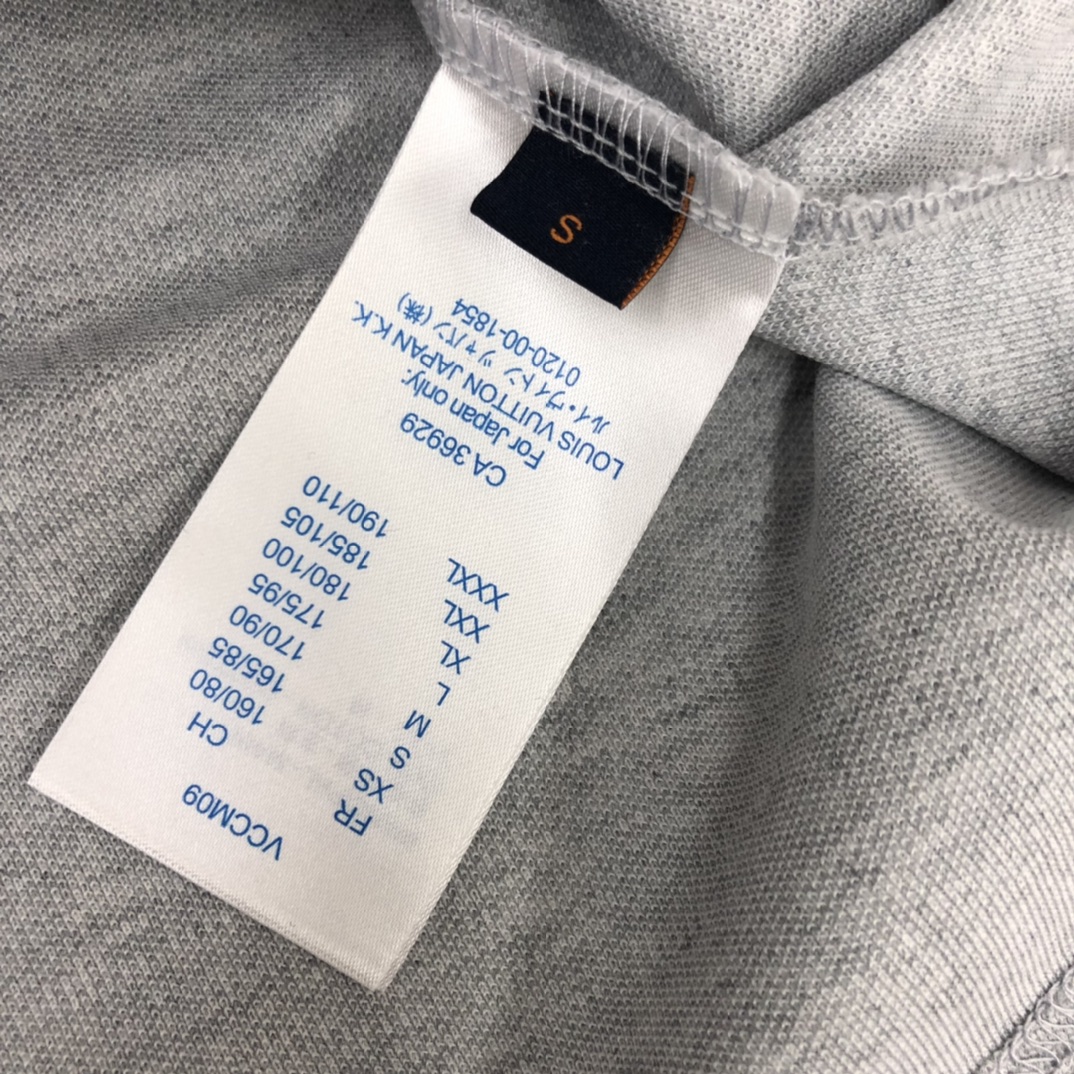 VCCM09
FR CH
XS 160/80
S 165/85
M 170/90
L 175/95
XL 180/100
XXL 185/105
XXXL 190/110
CA 36929
For Japan only:
LOUIS VUITTON JAPAN K.K.
ルイ・ヴィトン ジャパン (株)
0120-00-1854
S